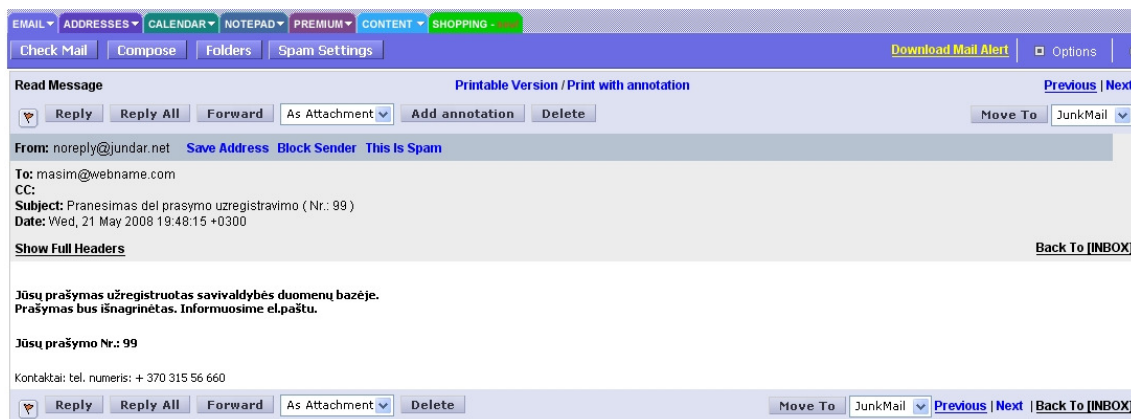 EMAIL ADDRESSES CALENDAR NOTEPAD PREMIUM CONTENT SHOPPING -
Check Mail Compose Folders Spam Settings Download Mail Alert Options
Read Message Printable Version / Print with annotation Previous | Next
Reply Reply All Forward As Attachment Add annotation Delete Move To JunkMail
From: noreply@jundar.net Save Address Block Sender This Is Spam
To: masim@webname.com
CC:
Subject: Pranesimas del prasymo uzregistravimo ( Nr.: 99 )
Date: Wed, 21 May 2008 19:48:15 +0300
Show Full Headers Back To [INBOX]
Jūsų prašymas užregistruotas savivaldybės duomenų bazėje.
Prašymas bus išnagrinėtas. Informuosime el.paštu.
Jūsų prašymo Nr.: 99
Kontaktai: tel. numeris: + 370 315 56 660
Reply Reply All Forward As Attachment Delete Move To JunkMail Previous | Next | Back To [INBOX]